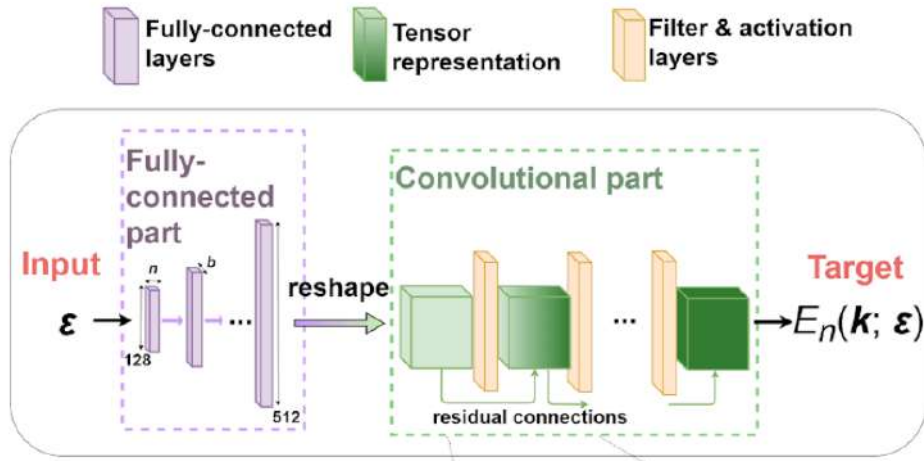 Fully-connected
layers
Tensor
representation
Filter & activation
layers
Fully-
connected
part
Convolutional part
Input
Target
n
b
reshape
ε
...
...
Eₙ(k; ε)
128
512
residual connections